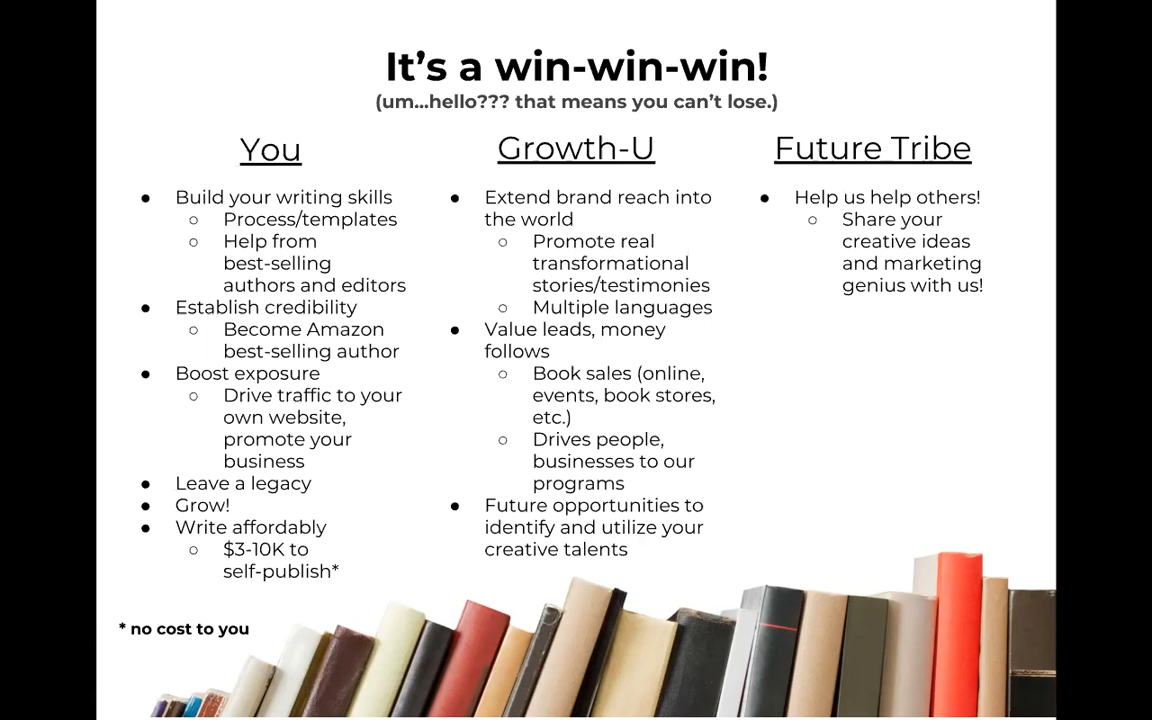 It's a win-win-win!
(um...hello??? that means you can't lose.)
You
● Build your writing skills
○ Process/templates
○ Help from
best-selling
authors and editors
● Establish credibility
○ Become Amazon
best-selling author
● Boost exposure
○ Drive traffic to your
own website,
promote your
business
● Leave a legacy
● Grow!
● Write affordably
○ $3-10K to
self-publish*
Growth-U
● Extend brand reach into
the world
○ Promote real
transformational
stories/testimonies
○ Multiple languages
● Value leads, money
follows
○ Book sales (online,
events, book stores,
etc.)
○ Drives people,
businesses to our
programs
● Future opportunities to
identify and utilize your
creative talents
Future Tribe
● Help us help others!
○ Share your
creative ideas
and marketing
genius with us!
* no cost to you